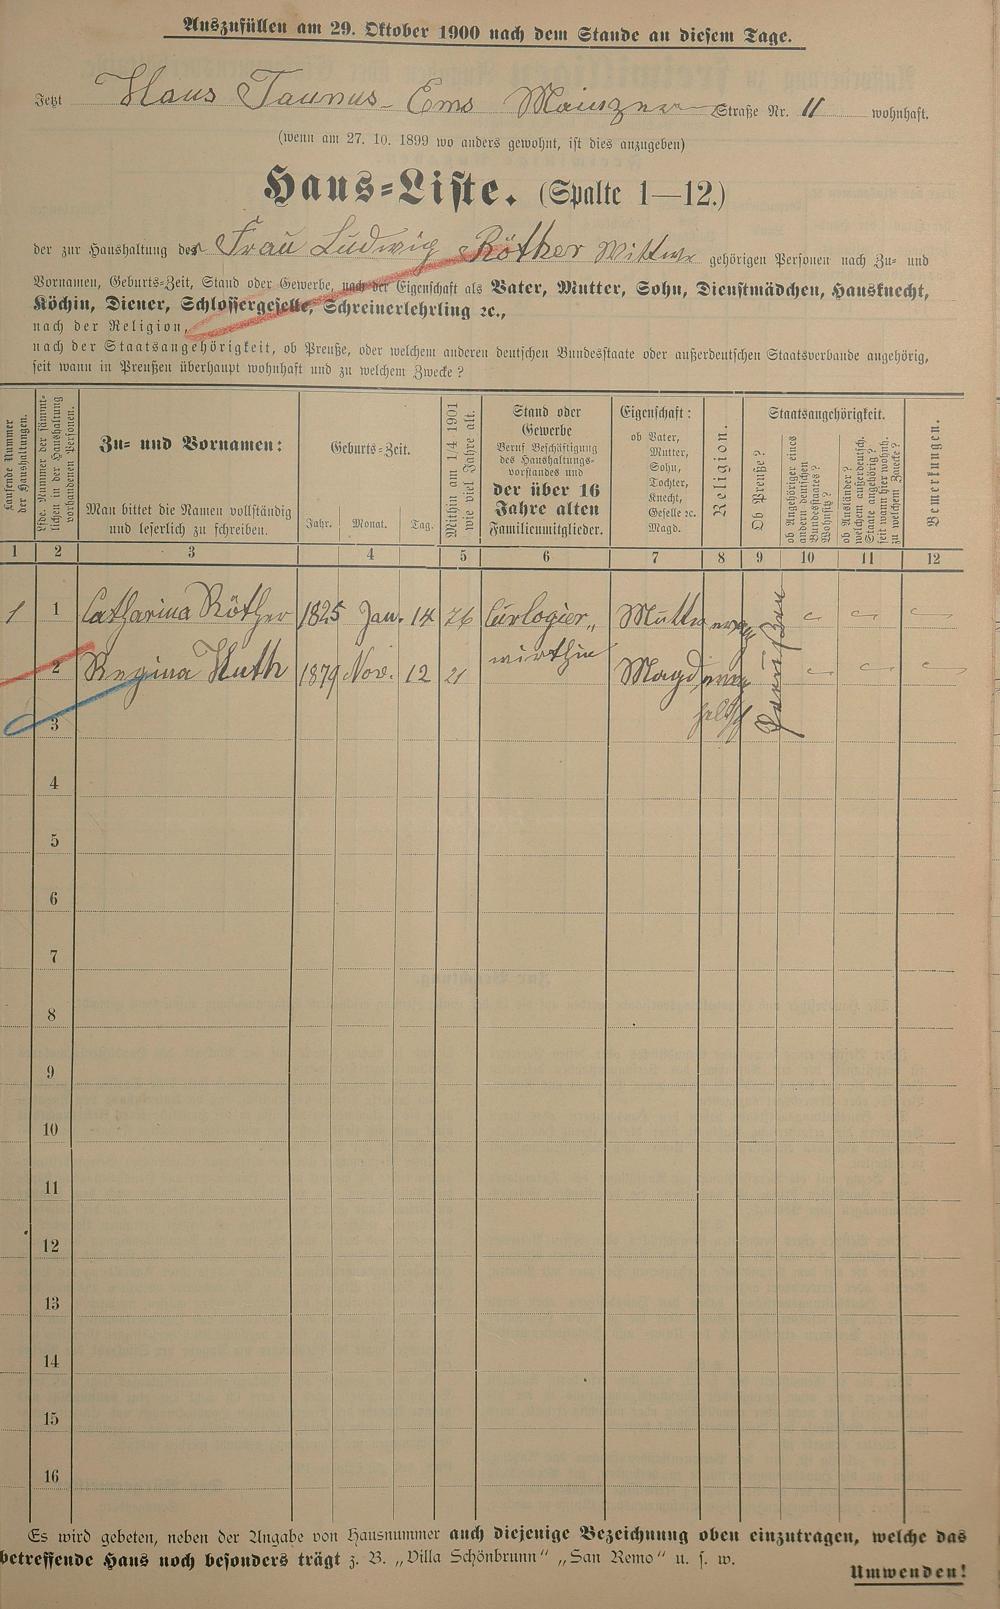 Auszufüllen am 29. Oktober 1900 nach dem Stande an diesem Tage.
Jetzt Haus Taunus - Ems Mainzer Straße Nr. 11 wohnhaft.
(wenn am 27. 10. 1899 wo anders gewohnt, ist dies anzugeben)
Haus-Liste. (Spalte 1—12.)
der zur Haushaltung der Frau Ludwig Röther Wittwe gehörigen Personen nach Zu- und
Vornamen, Geburts-Zeit, Stand oder Gewerbe, nach der Eigenschaft als Vater, Mutter, Sohn, Dienstmädchen, Hausknecht,
Köchin, Diener, Schlossergeselle, Schreinerlehrling ꝛc.,
nach der Religion,
nach der Staatsangehörigkeit, ob Preuße, oder welchem anderen deutschen Bundesstaate oder außerdeutschen Staatsverbande angehörig,
seit wann in Preußen überhaupt wohnhaft und zu welchem Zwecke?
Laufende Nummer der Haushaltungen.
Lfde. Nummer der sämmtlichen in der Haushaltung vorhandenen Personen.
Zu- und Vornamen:
Man bittet die Namen vollständig
und leserlich zu schreiben.
Geburts-Zeit.
Jahr. Monat. Tag.
Mithin am 1/4 1901 wie viel Jahre alt.
Stand oder
Gewerbe
Beruf Beschäftigung
des Haushaltungs-
vorstandes und
der über 16
Jahre alten
Familienmitglieder.
Eigenschaft:
ob Vater,
Mutter,
Sohn,
Tochter,
Knecht,
Geselle ꝛc.
Magd.
Religion.
Staatsangehörigkeit.
Ob Preuße?
ob Angehöriger eines andern deutschen Bundesstaates? Wohnsitz?
ob Ausländer? welchem außerdeutsch. Staate angehörig? seit wann hier wohnh. zu welchem Zwecke?
Bemerkungen.
1 2 3 4 5 6 7 8 9 10 11 12
1 1 Catharina Röther 1825 Jan. 14 76 Curlogier- Mutter evang
wirthin
2 Regina Huth 1879 Nov. 12 21 Magd evang
Preußen
3
4
5
6
7
8
9
10
11
12
13
14
15
16
Es wird gebeten, neben der Angabe von Hausnummer auch diejenige Bezeichnung oben einzutragen, welche das
betreffende Haus noch besonders trägt z. B. „Villa Schönbrunn“ „San Remo“ u. s. w.
Umwenden!